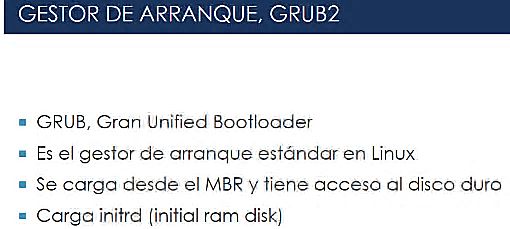 GESTOR DE ARRANQUE, GRUB2
GRUB, Gran Unified Bootloader
Es el gestor de arranque estándar en Linux
Se carga desde el MBR y tiene acceso al disco duro
Carga initrd (initial ram disk)